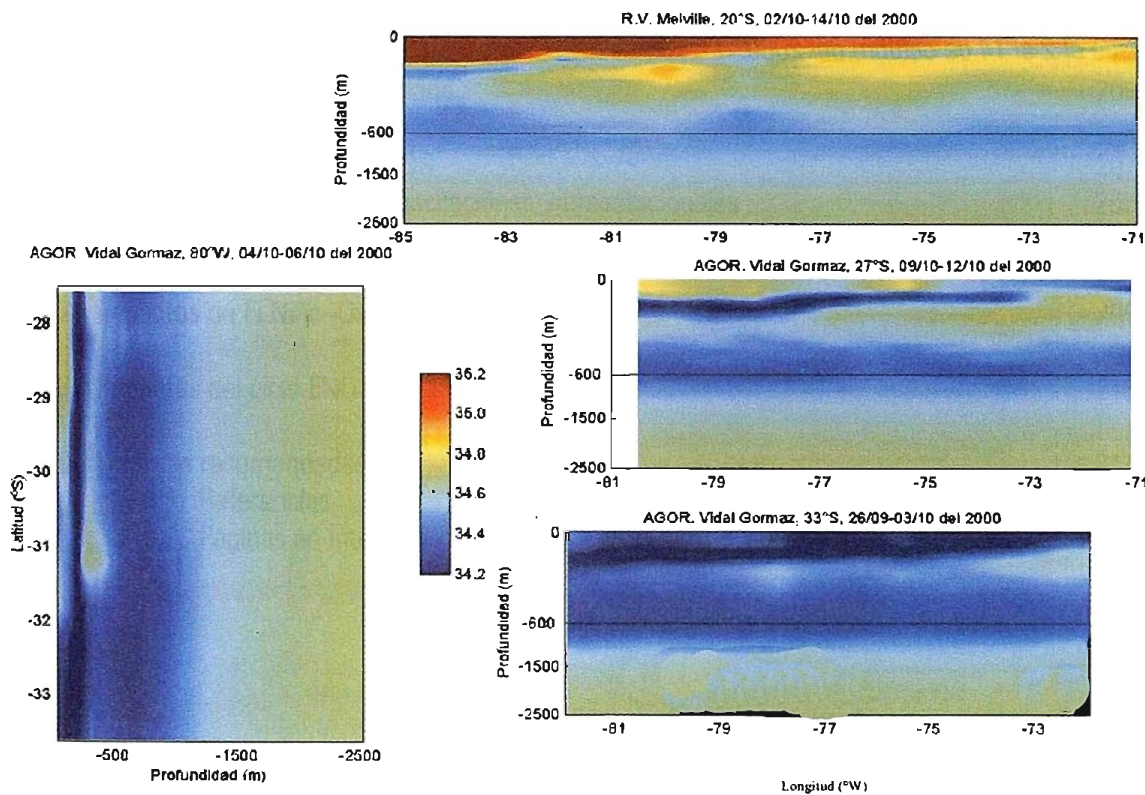 R.V. Melville, 20°S, 02/10-14/10 del 2000
0
-600
-1500
-2500
Profundidad (m)
-85 -83 -81 -79 -77 -75 -73 -71
AGOR. Vidal Gormaz, 80°W, 04/10-06/10 del 2000
-28
-29
-30
-31
-32
-33
Latitud (°S)
-500 -1500 -2500
Profundidad (m)
36.2
36.0
34.8
34.6
34.4
34.2
AGOR. Vidal Gormaz, 27°S, 09/10-12/10 del 2000
0
-600
-1500
-2500
Profundidad (m)
-81 -79 -77 -75 -73 -71
AGOR. Vidal Gormaz, 33°S, 26/09-03/10 del 2000
0
-600
-1500
-2500
Profundidad (m)
-81 -79 -77 -75 -73
Longitud (°W)